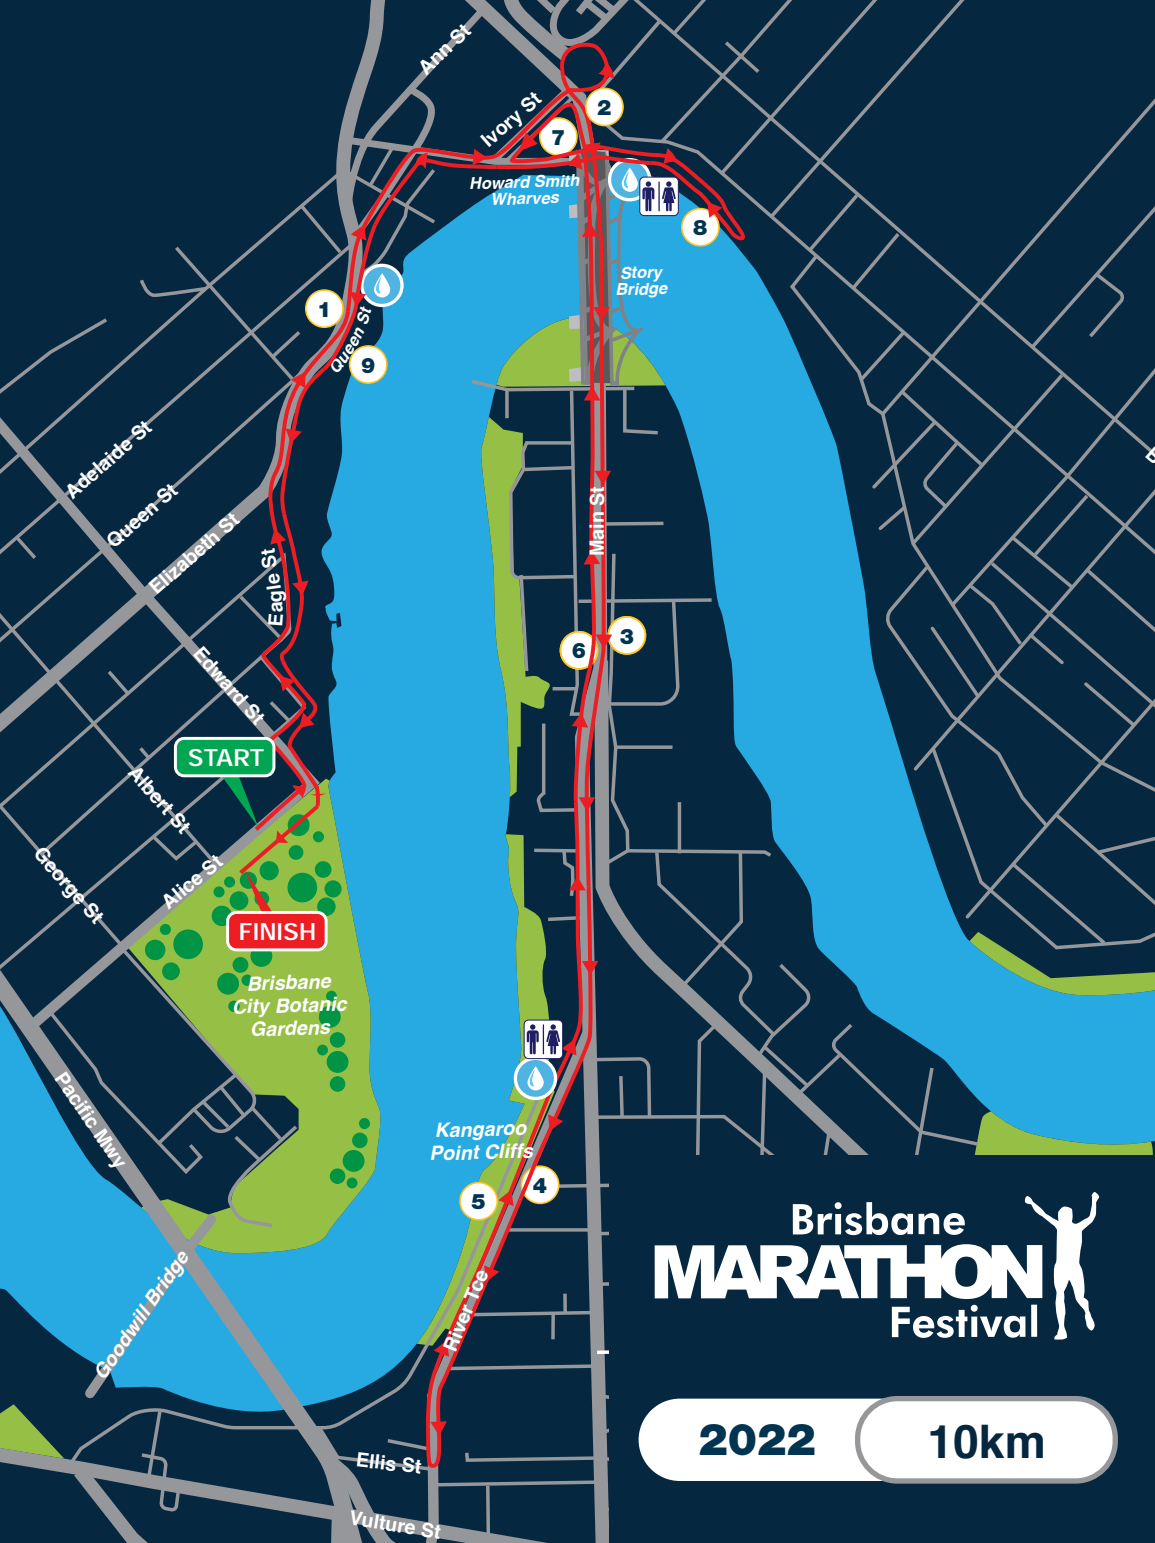 Ann St
Ivory St
2
7
Howard Smith
Wharves
8
Story
Bridge
1
Queen St
9
Adelaide St
Queen St
Elizabeth St
Main St
Eagle St
6
3
Edward St
START
Albert St
Alice St
George St
FINISH
Brisbane
City Botanic
Gardens
Pacific Mwy
Kangaroo
Point Cliffs
4
5
Goodwill Bridge
River Tce
Ellis St
Vulture St
Brisbane
MARATHON
Festival
2022
10km